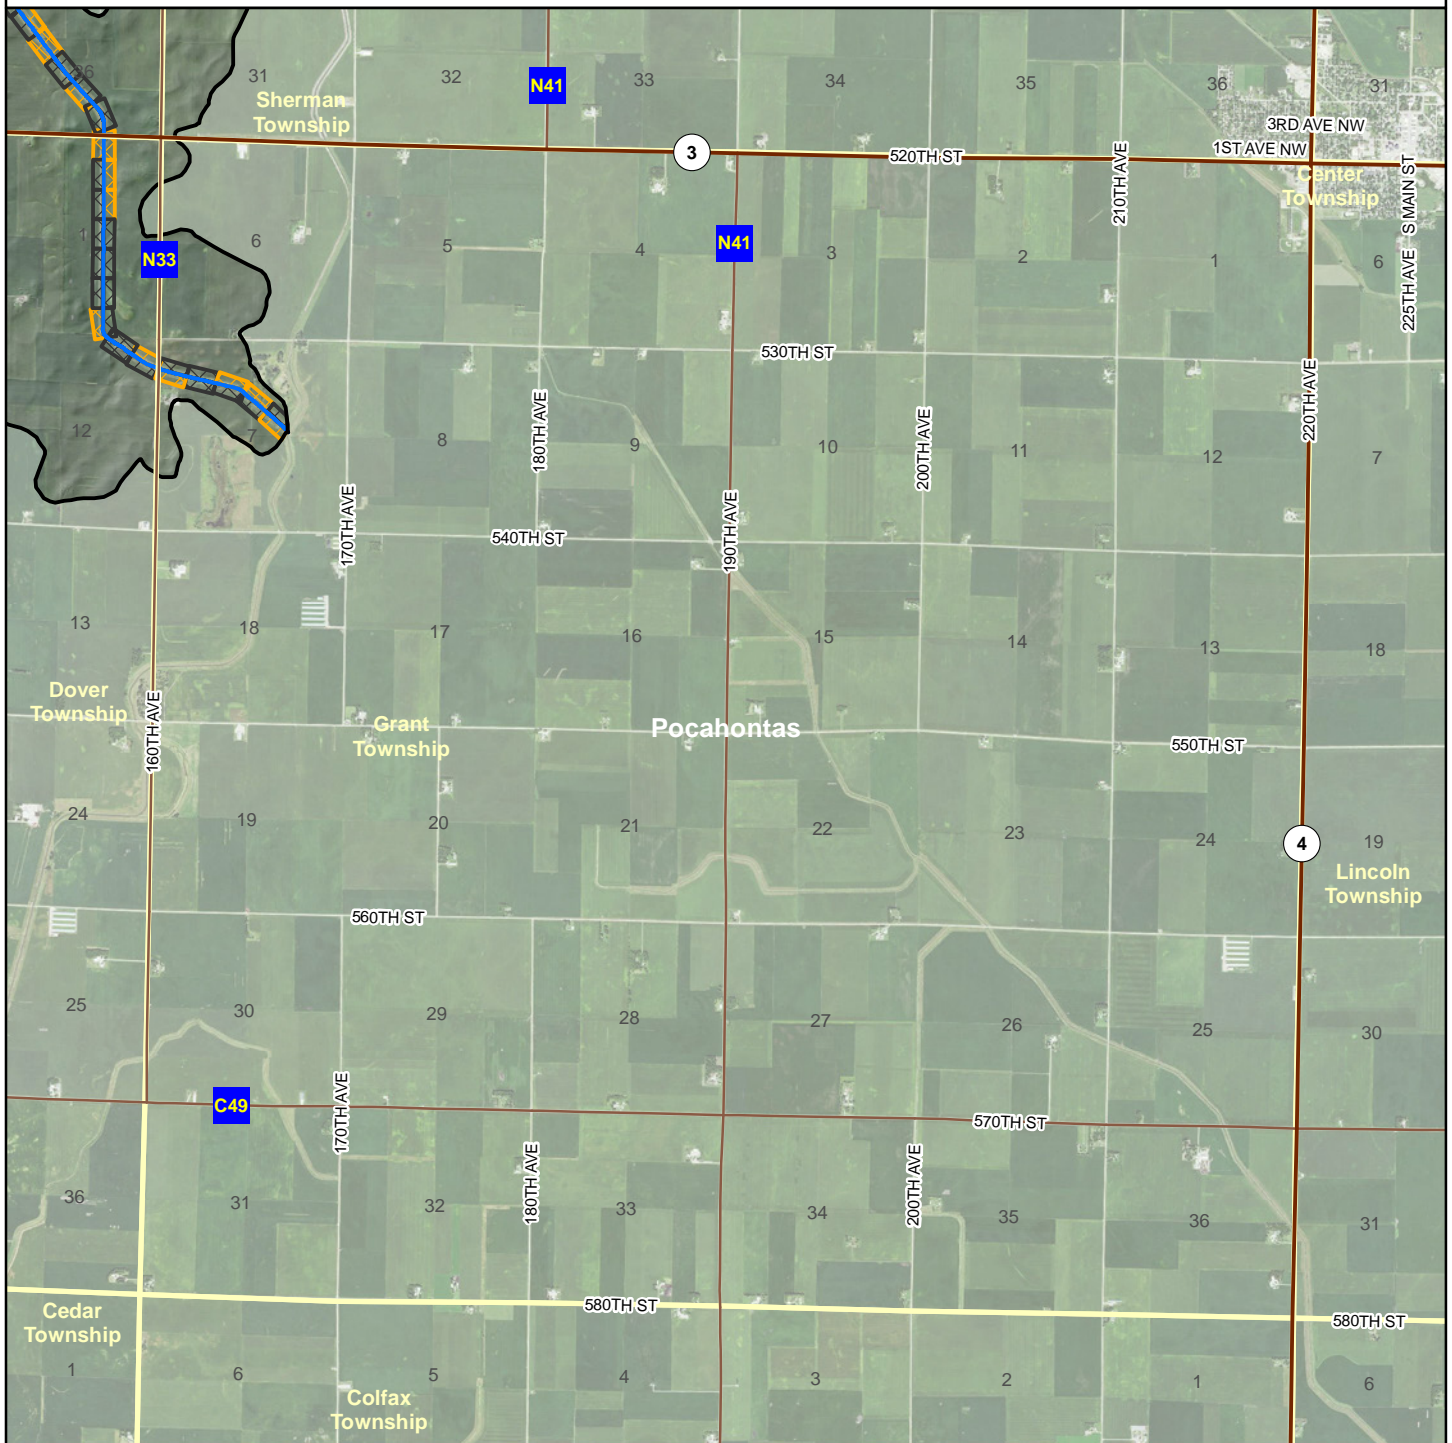 36
31
32
N41
33
34
35
36
31
Sherman
Township
3RD AVE NW
1ST AVE NW
3
520TH ST
210TH AVE
Center
Township
S MAIN ST
225TH AVE
1
N33
6
5
4
N41
3
2
1
6
530TH ST
220TH AVE
12
7
8
180TH AVE
9
10
200TH AVE
11
12
7
170TH AVE
540TH ST
190TH AVE
13
18
17
16
15
14
13
18
Dover
Township
160TH AVE
Grant
Township
Pocahontas
550TH ST
24
19
20
21
22
23
24
4
19
Lincoln
Township
560TH ST
25
30
29
28
27
26
25
30
C49
170TH AVE
570TH ST
36
31
32
180TH AVE
33
34
200TH AVE
35
36
31
Cedar
Township
580TH ST
580TH ST
1
6
5
4
3
2
1
6
Colfax
Township